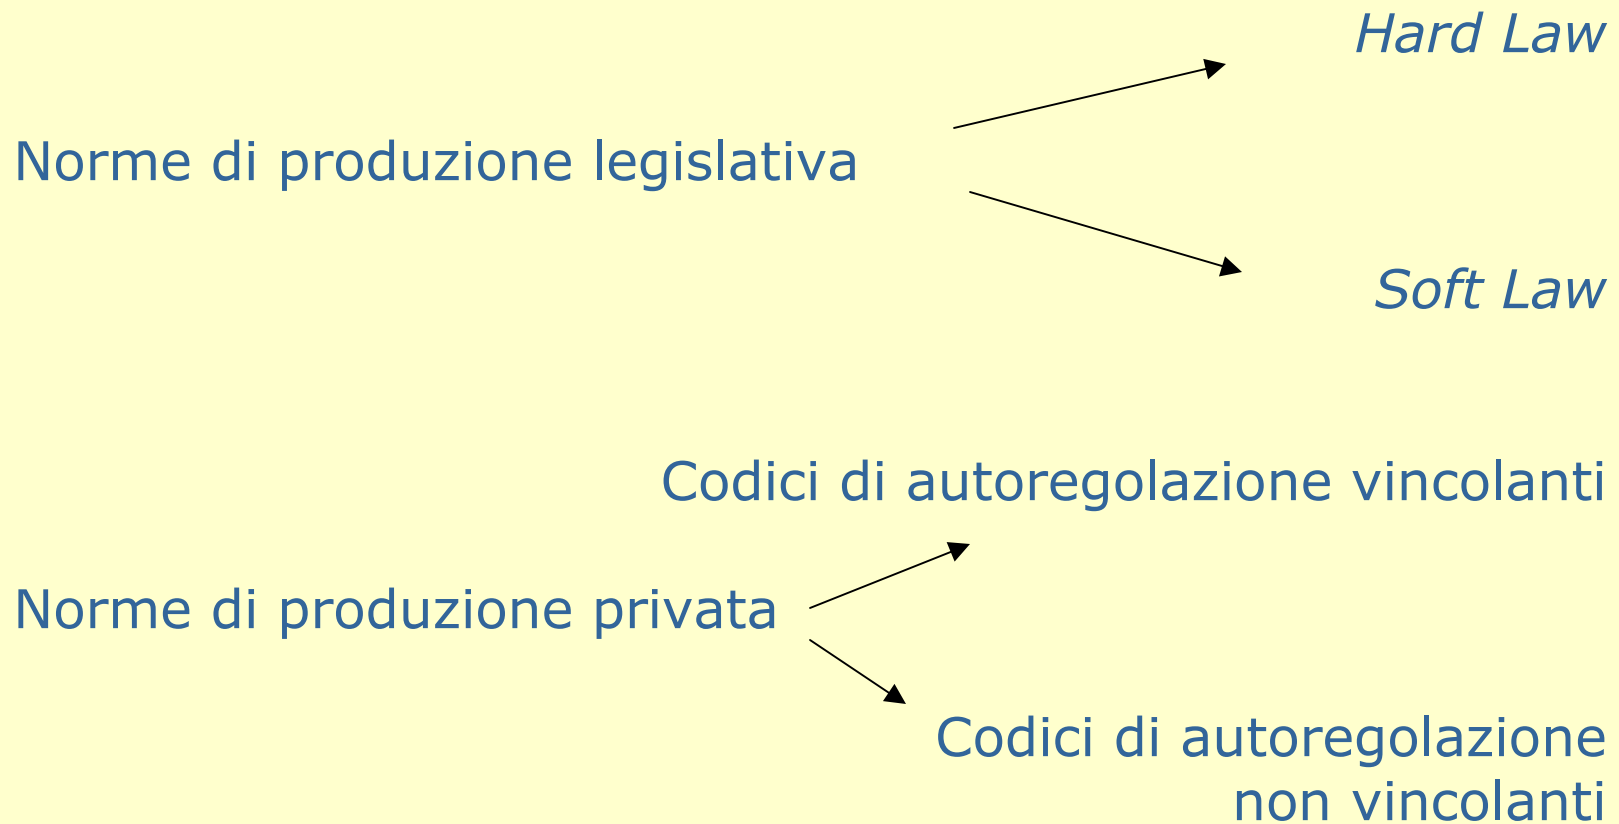 Hard Law
Norme di produzione legislativa
Soft Law
Codici di autoregolazione vincolanti
Norme di produzione privata
Codici di autoregolazione
non vincolanti